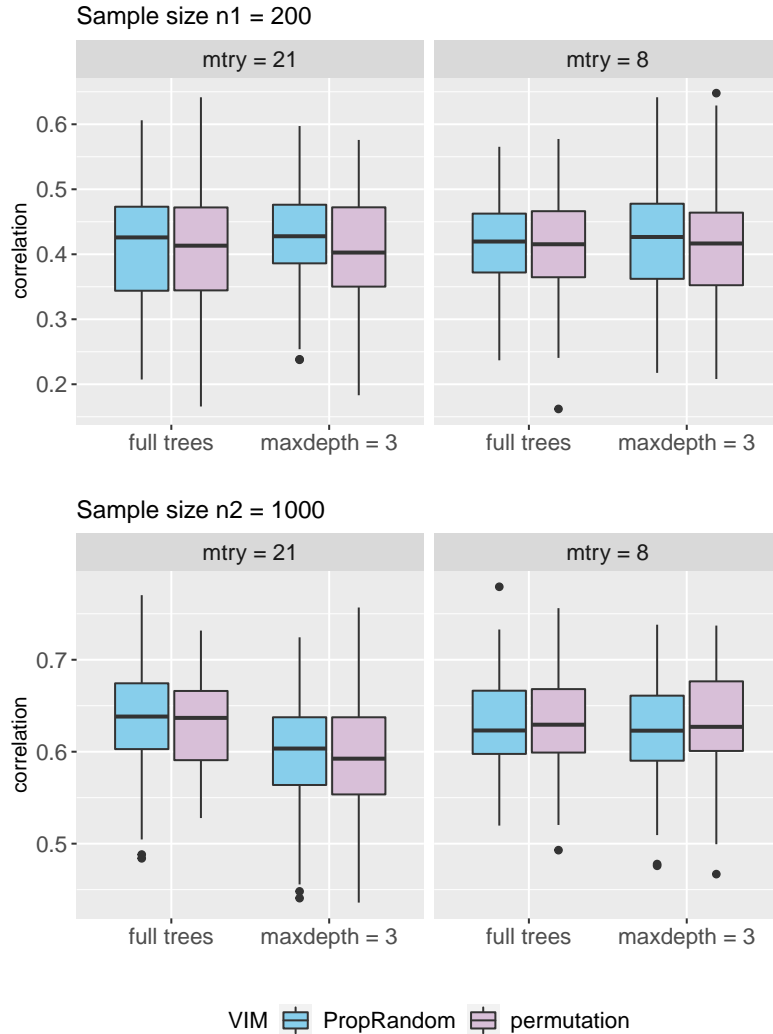 Sample size n1 = 200
mtry = 21 mtry = 8
0.6
0.5
0.4
0.3
0.2
correlation
full trees maxdepth = 3 full trees maxdepth = 3
Sample size n2 = 1000
mtry = 21 mtry = 8
0.7
0.6
0.5
correlation
full trees maxdepth = 3 full trees maxdepth = 3
VIM PropRandom permutation